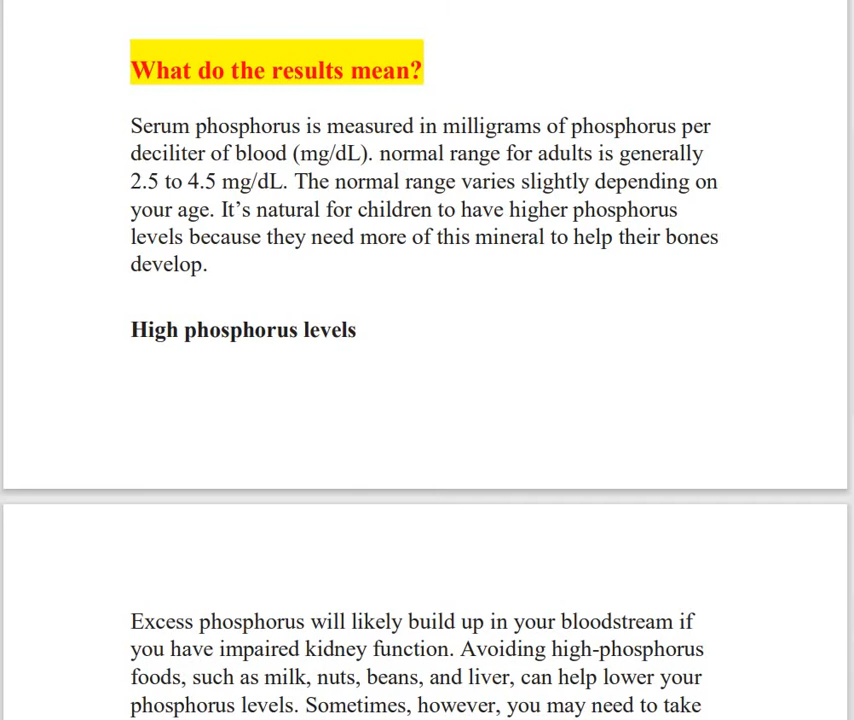 What do the results mean?
Serum phosphorus is measured in milligrams of phosphorus per
deciliter of blood (mg/dL). normal range for adults is generally
2.5 to 4.5 mg/dL. The normal range varies slightly depending on
your age. It’s natural for children to have higher phosphorus
levels because they need more of this mineral to help their bones
develop.
High phosphorus levels
Excess phosphorus will likely build up in your bloodstream if
you have impaired kidney function. Avoiding high-phosphorus
foods, such as milk, nuts, beans, and liver, can help lower your
phosphorus levels. Sometimes, however, you may need to take